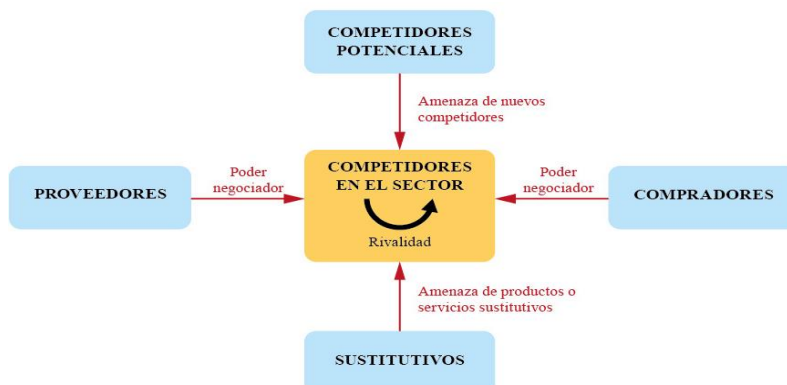 COMPETIDORES
POTENCIALES
Amenaza de nuevos
competidores
PROVEEDORES
Poder
negociador
COMPETIDORES
EN EL SECTOR
Rivalidad
Poder
negociador
COMPRADORES
Amenaza de productos o
servicios sustitutivos
SUSTITUTIVOS